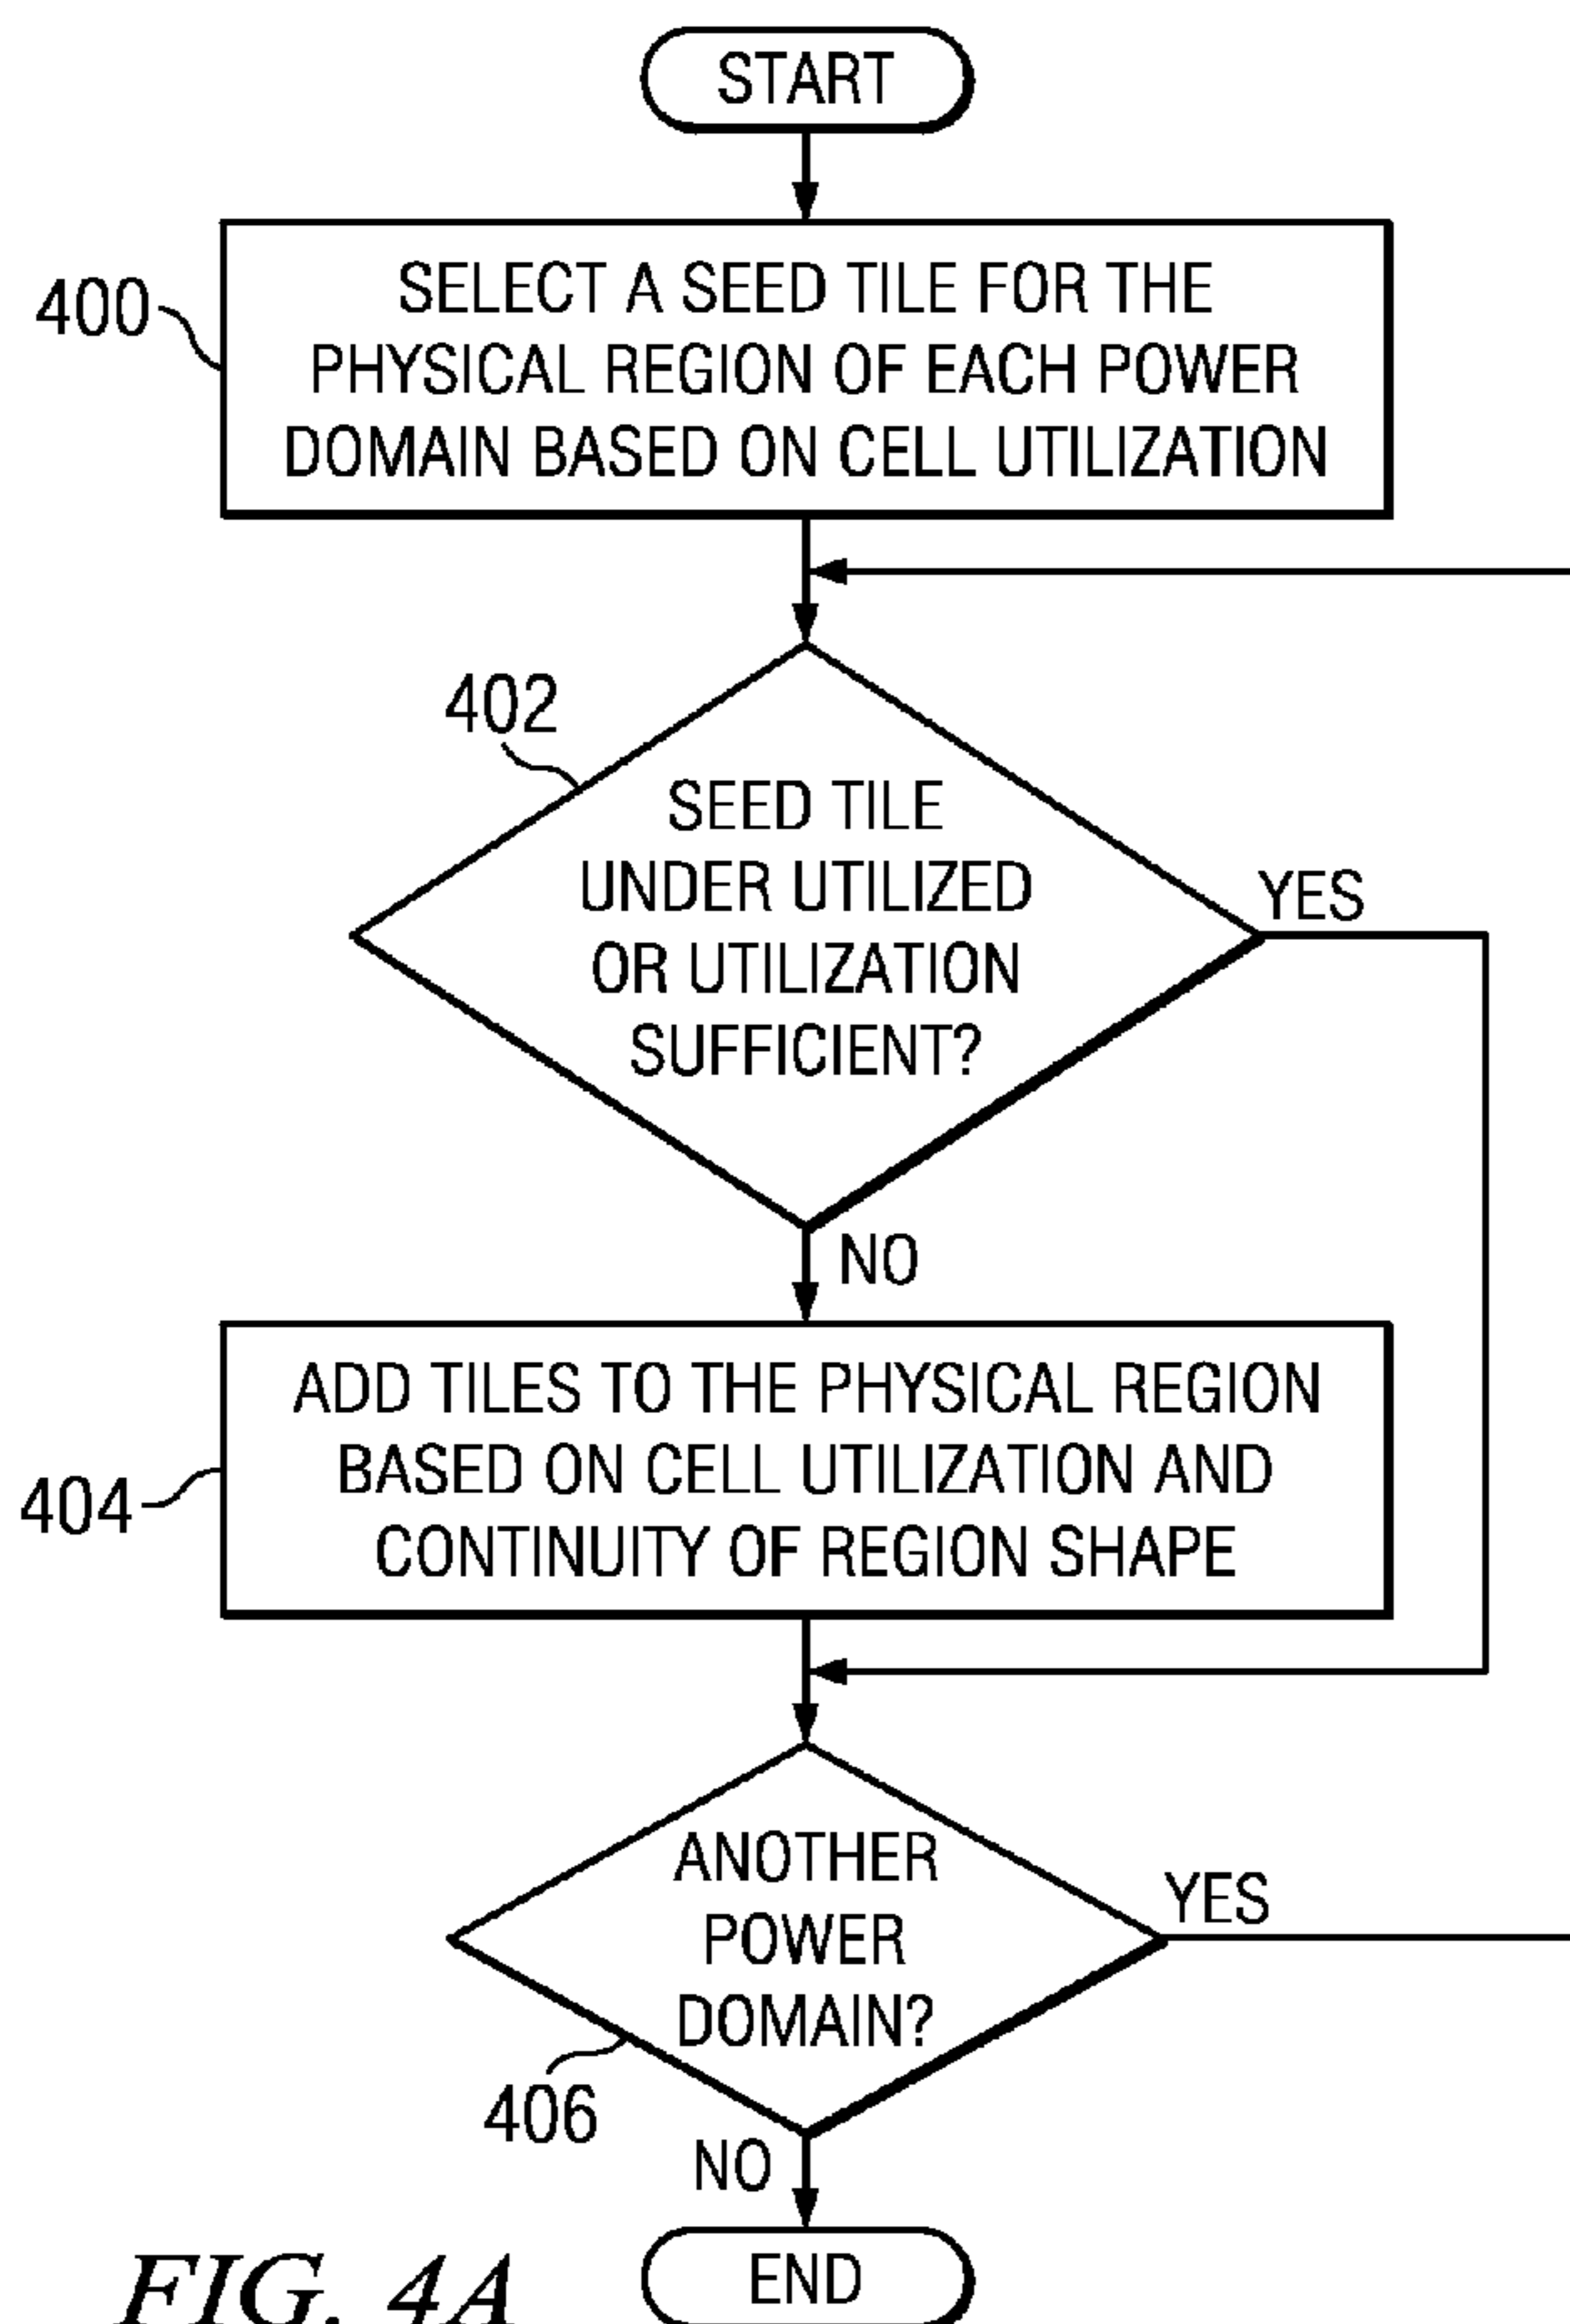 START
400
SELECT A SEED TILE FOR THE
PHYSICAL REGION OF EACH POWER
DOMAIN BASED ON CELL UTILIZATION
402
SEED TILE
UNDER UTILIZED
OR UTILIZATION
SUFFICIENT?
YES
NO
404
ADD TILES TO THE PHYSICAL REGION
BASED ON CELL UTILIZATION AND
CONTINUITY OF REGION SHAPE
ANOTHER
POWER
DOMAIN?
YES
406
NO
END
FIG. 4A